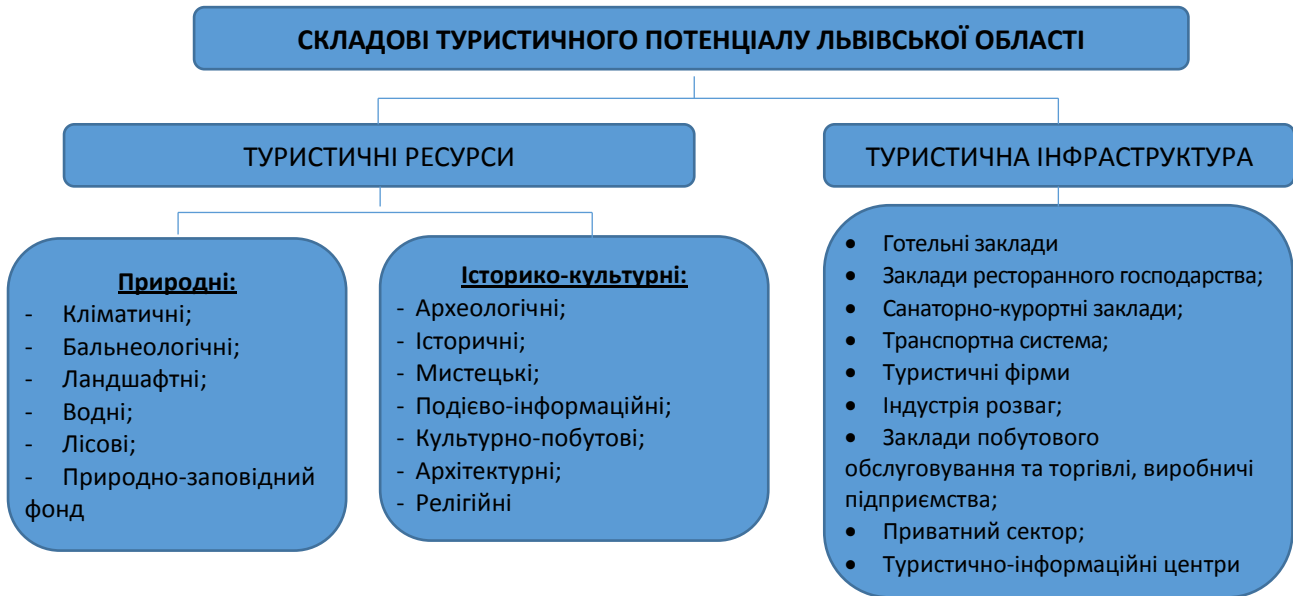 СКЛАДОВІ ТУРИСТИЧНОГО ПОТЕНЦІАЛУ ЛЬВІВСЬКОЇ ОБЛАСТІ
ТУРИСТИЧНІ РЕСУРСИ
ТУРИСТИЧНА ІНФРАСТРУКТУРА
Природні:
- Кліматичні;
- Бальнеологічні;
- Ландшафтні;
- Водні;
- Лісові;
- Природно-заповідний
фонд
Історико-культурні:
- Археологічні;
- Історичні;
- Мистецькі;
- Подієво-інформаційні;
- Культурно-побутові;
- Архітектурні;
- Релігійні
• Готельні заклади
• Заклади ресторанного господарства;
• Санаторно-курортні заклади;
• Транспортна система;
• Туристичні фірми
• Індустрія розваг;
• Заклади побутового
обслуговування та торгівлі, виробничі
підприємства;
• Приватний сектор;
• Туристично-інформаційні центри